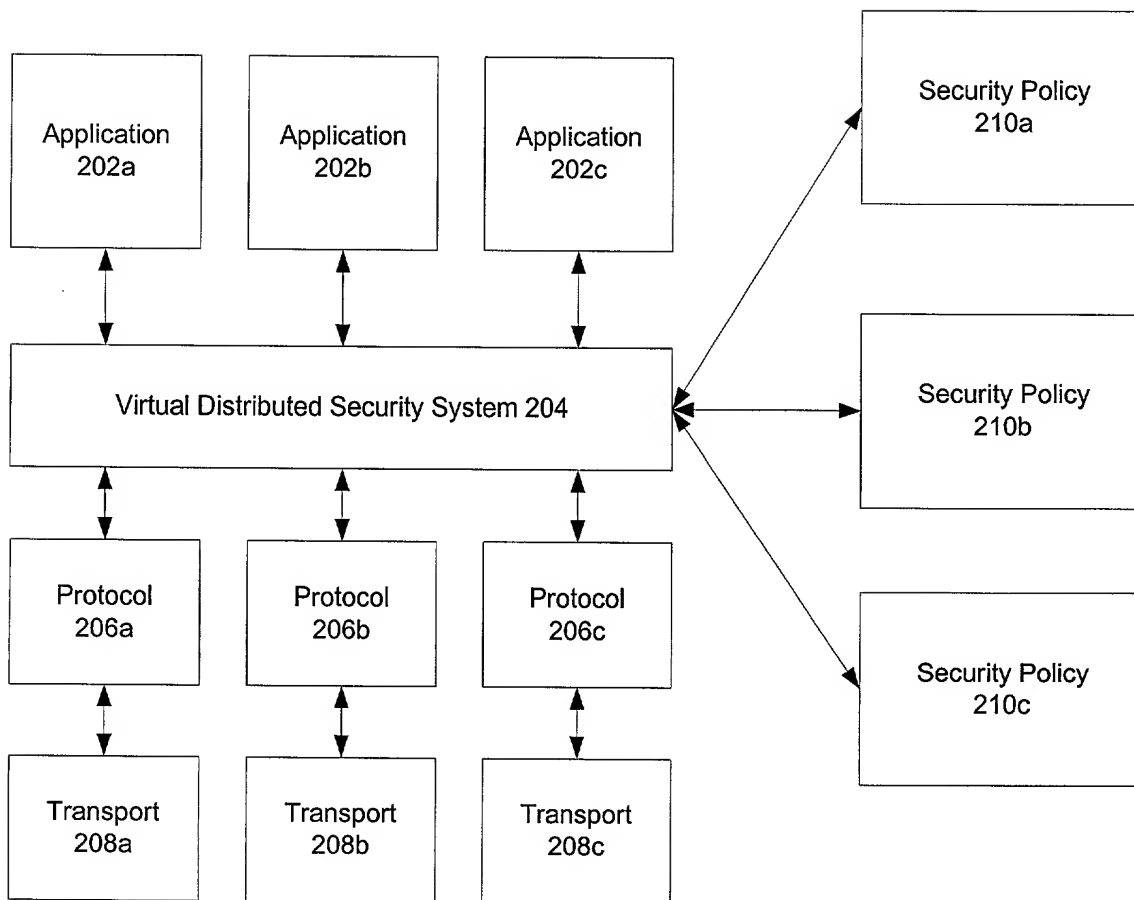 Application
202a
Application
202b
Application
202c
Security Policy
210a
Virtual Distributed Security System 204
Security Policy
210b
Protocol
206a
Protocol
206b
Protocol
206c
Security Policy
210c
Transport
208a
Transport
208b
Transport
208c